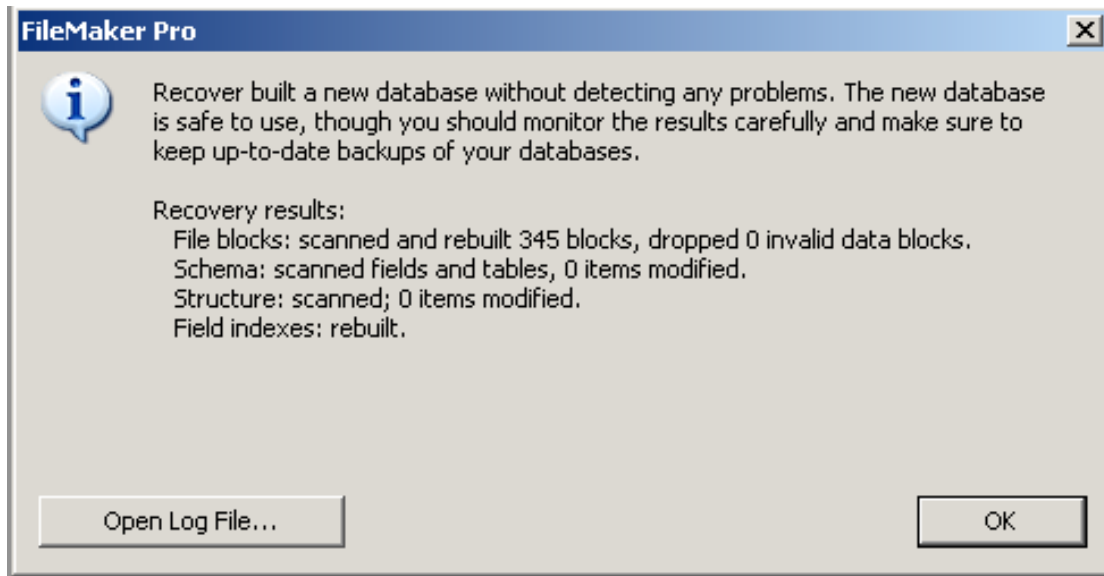 FileMaker Pro
Recover built a new database without detecting any problems. The new database
is safe to use, though you should monitor the results carefully and make sure to
keep up-to-date backups of your databases.
Recovery results:
File blocks: scanned and rebuilt 345 blocks, dropped 0 invalid data blocks.
Schema: scanned fields and tables, 0 items modified.
Structure: scanned; 0 items modified.
Field indexes: rebuilt.
Open Log File...
OK